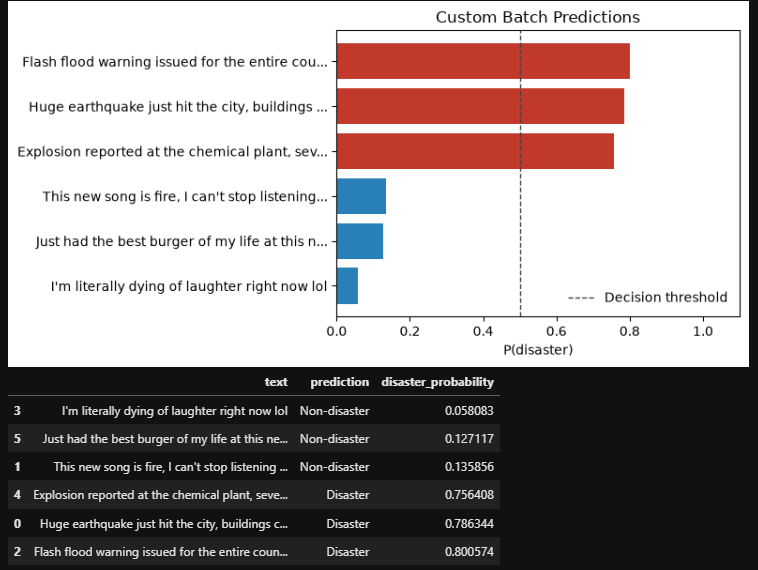 Custom Batch Predictions
Flash flood warning issued for the entire cou...
Huge earthquake just hit the city, buildings ...
Explosion reported at the chemical plant, sev...
This new song is fire, I can't stop listening...
Just had the best burger of my life at this n...
I'm literally dying of laughter right now lol
Decision threshold
0.0 0.2 0.4 0.6 0.8 1.0
P(disaster)
text prediction disaster_probability
3 I'm literally dying of laughter right now lol Non-disaster 0.058083
5 Just had the best burger of my life at this ne... Non-disaster 0.127117
1 This new song is fire, I can't stop listening ... Non-disaster 0.135856
4 Explosion reported at the chemical plant, seve... Disaster 0.756408
0 Huge earthquake just hit the city, buildings c... Disaster 0.786344
2 Flash flood warning issued for the entire coun... Disaster 0.800574